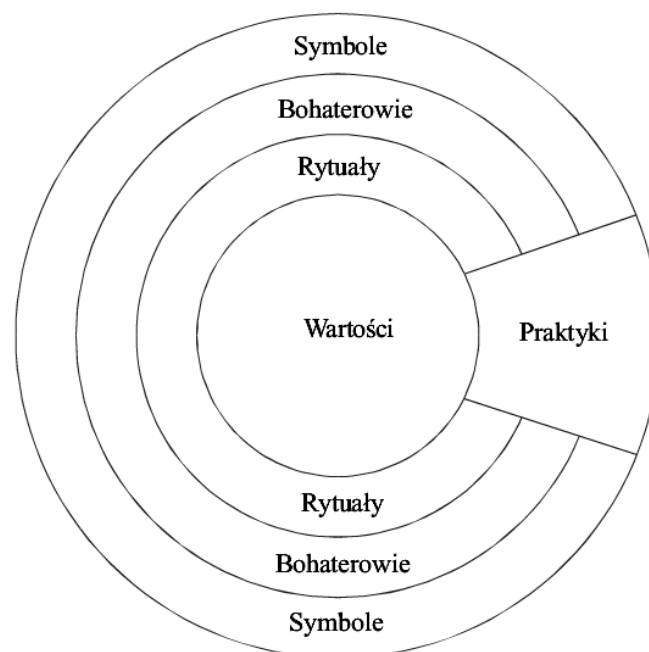 Symbole
Bohaterowie
Rytuały
Wartości
Praktyki
Rytuały
Bohaterowie
Symbole